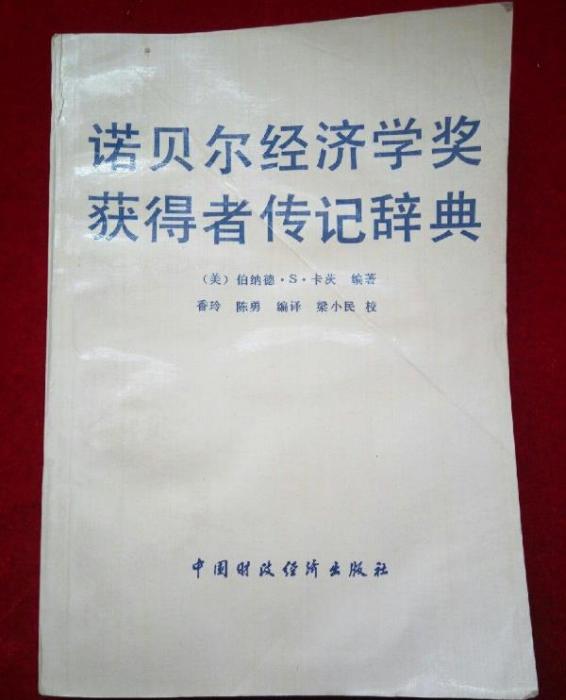 诺贝尔经济学奖
获得者传记辞典
（美）伯纳德·S·卡茨 编著
香玲 陈勇 编译 梁小民 校
中国财政经济出版社